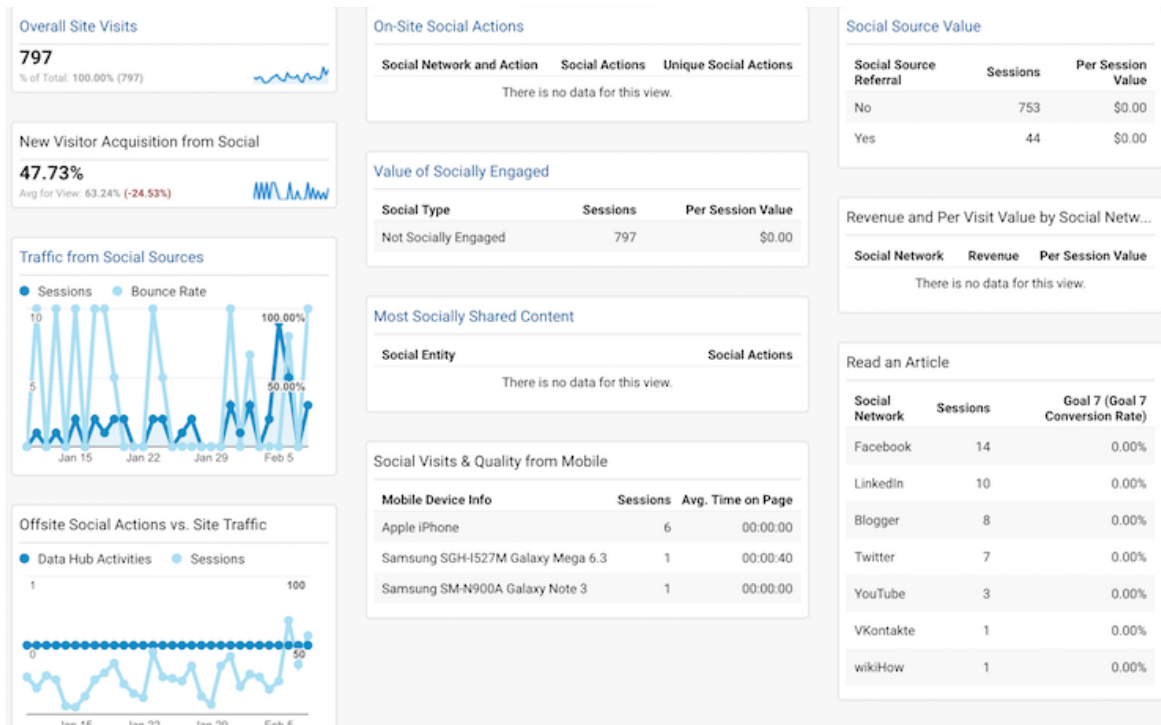 Overall Site Visits
797
% of Total: 100.00% (797)
New Visitor Acquisition from Social
47.73%
Avg for View: 63.24% (-24.53%)
Traffic from Social Sources
Sessions Bounce Rate
10 100.00%
5 50.00%
Jan 15 Jan 22 Jan 29 Feb 5
Offsite Social Actions vs. Site Traffic
Data Hub Activities Sessions
1 100
0 50
Jan 15 Jan 22 Jan 29 Feb 5
On-Site Social Actions
Social Network and Action Social Actions Unique Social Actions
There is no data for this view.
Value of Socially Engaged
Social Type Sessions Per Session Value
Not Socially Engaged 797 $0.00
Most Socially Shared Content
Social Entity Social Actions
There is no data for this view.
Social Visits & Quality from Mobile
Mobile Device Info Sessions Avg. Time on Page
Apple iPhone 6 00:00:00
Samsung SGH-I527M Galaxy Mega 6.3 1 00:00:40
Samsung SM-N900A Galaxy Note 3 1 00:00:00
Social Source Value
Social Source
Referral Sessions Per Session
Value
No 753 $0.00
Yes 44 $0.00
Revenue and Per Visit Value by Social Netw...
Social Network Revenue Per Session Value
There is no data for this view.
Read an Article
Social
Network Sessions Goal 7 (Goal 7
Conversion Rate)
Facebook 14 0.00%
LinkedIn 10 0.00%
Blogger 8 0.00%
Twitter 7 0.00%
YouTube 3 0.00%
VKontakte 1 0.00%
wikiHow 1 0.00%